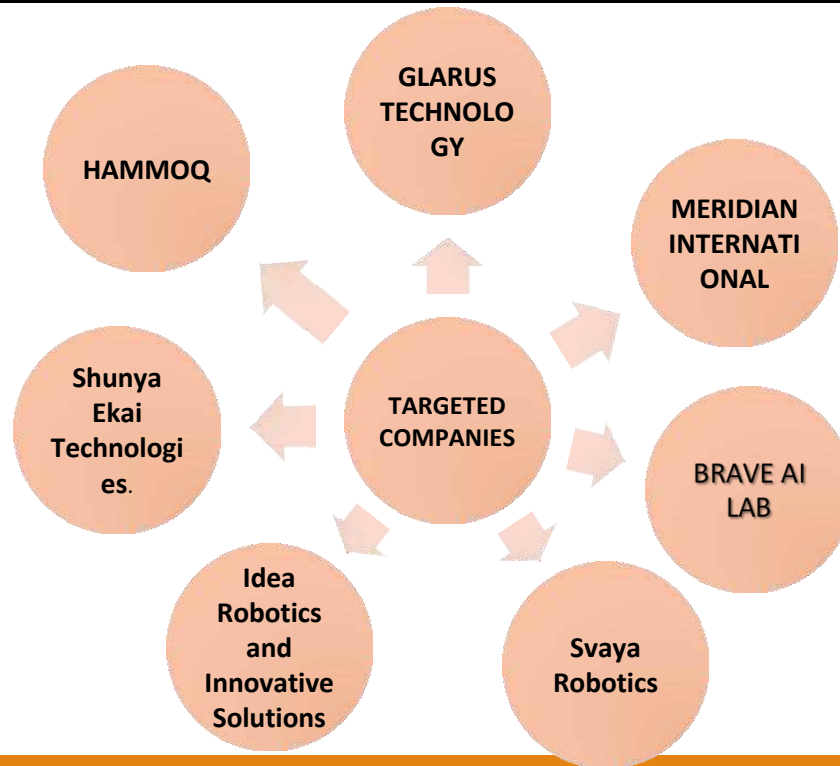 GLARUS
TECHNOLO
GY
HAMMOQ
MERIDIAN
INTERNATI
ONAL
Shunya
Ekai
Technologi
es.
TARGETED
COMPANIES
BRAVE AI
LAB
Idea
Robotics
and
Innovative
Solutions
Svaya
Robotics